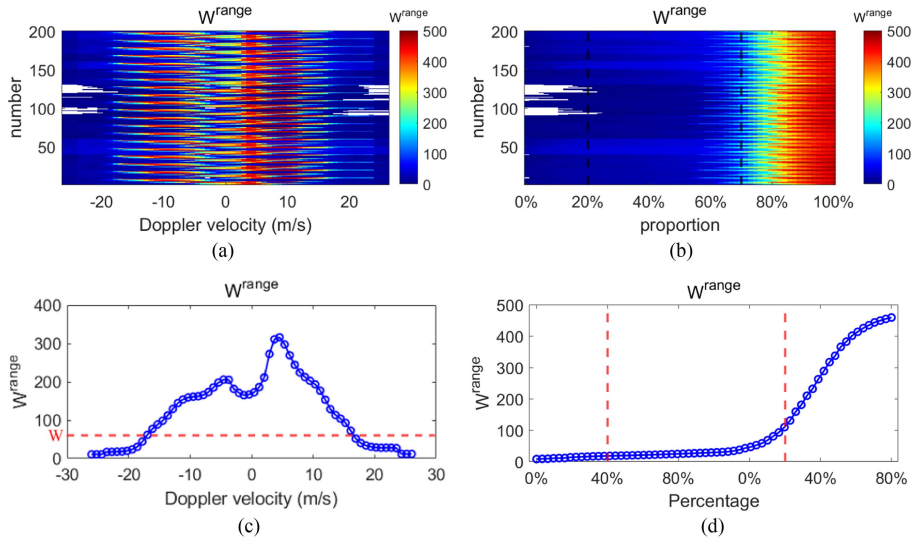 W^range
W^range
500
400
300
200
100
0
200
150
100
50
number
-20
-10
0
10
20
Doppler velocity (m/s)
(a)
W^range
W^range
500
400
300
200
100
0
200
150
100
50
number
0%
20%
40%
60%
80%
100%
proportion
(b)
W^range
400
300
200
100
0
W
W^range
-30
-20
-10
0
10
20
30
Doppler velocity (m/s)
(c)
W^range
500
400
300
200
100
0
W^range
0%
40%
80%
0%
40%
80%
Percentage
(d)